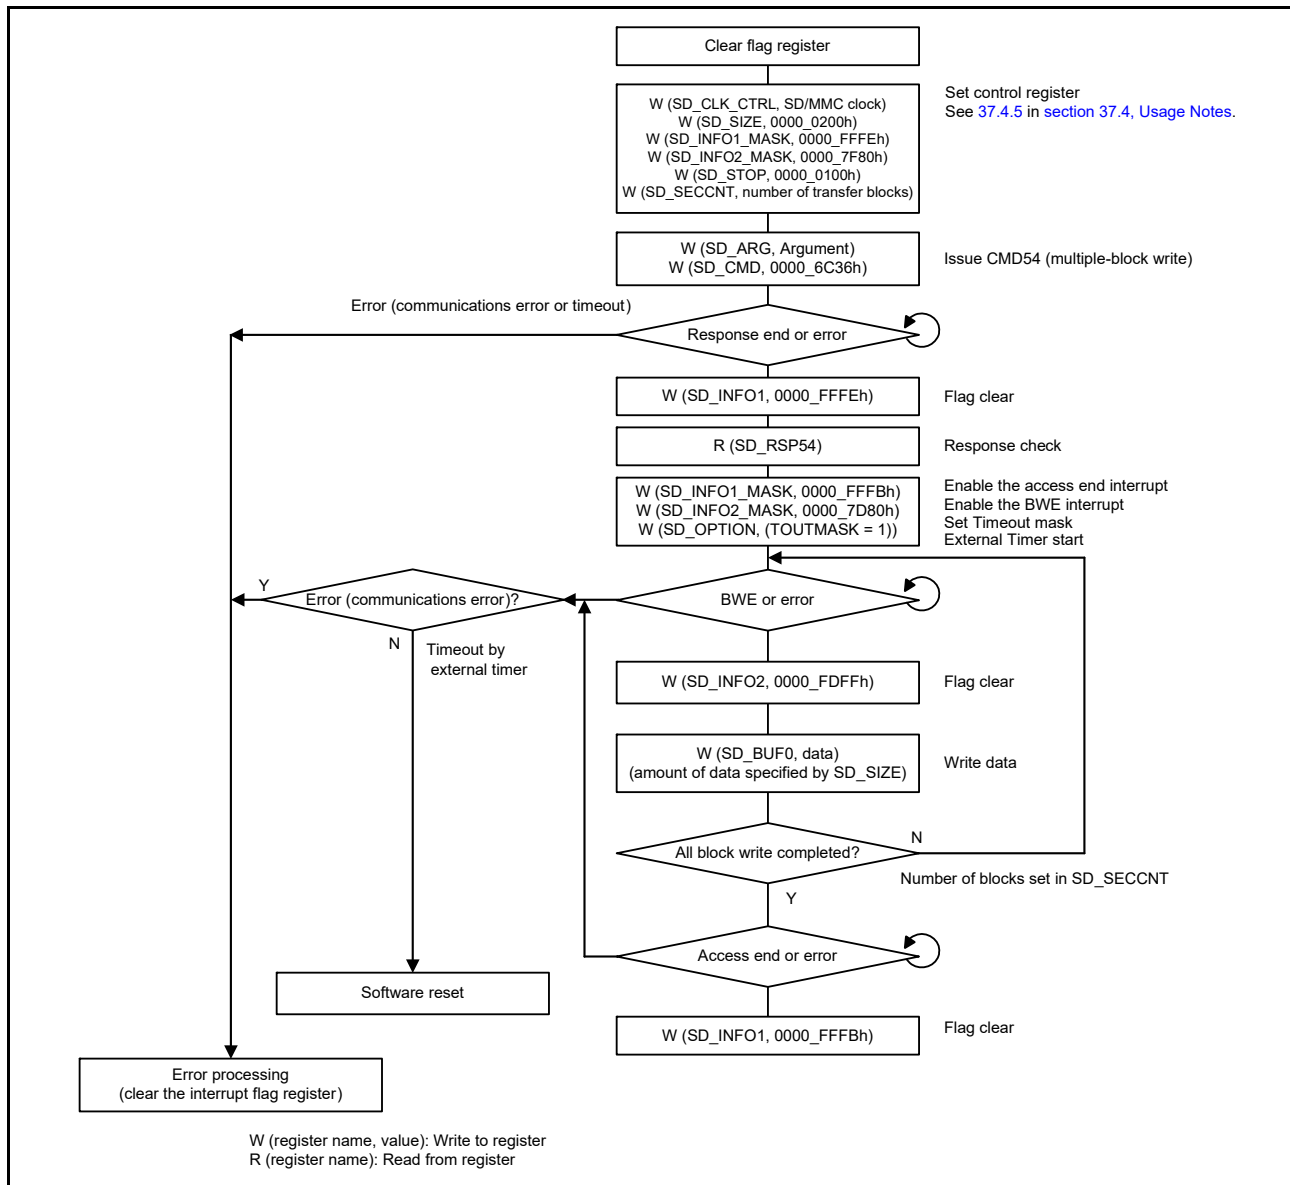 Clear flag register
W (SD_CLK_CTRL, SD/MMC clock)
W (SD_SIZE, 0000_0200h)
W (SD_INFO1_MASK, 0000_FFFEh)
W (SD_INFO2_MASK, 0000_7F80h)
W (SD_STOP, 0000_0100h)
W (SD_SECCNT, number of transfer blocks)
Set control register
See 37.4.5 in section 37.4, Usage Notes.
W (SD_ARG, Argument)
W (SD_CMD, 0000_6C36h)
Issue CMD54 (multiple-block write)
Error (communications error or timeout)
Response end or error
W (SD_INFO1, 0000_FFFEh)
Flag clear
R (SD_RSP54)
Response check
W (SD_INFO1_MASK, 0000_FFFBh)
W (SD_INFO2_MASK, 0000_7D80h)
W (SD_OPTION, (TOUTMASK = 1))
Enable the access end interrupt
Enable the BWE interrupt
Set Timeout mask
External Timer start
Y
Error (communications error)?
BWE or error
N
Timeout by
external timer
W (SD_INFO2, 0000_FDFFh)
Flag clear
W (SD_BUF0, data)
(amount of data specified by SD_SIZE)
Write data
All block write completed?
N
Number of blocks set in SD_SECCNT
Y
Access end or error
Software reset
W (SD_INFO1, 0000_FFFBh)
Flag clear
Error processing
(clear the interrupt flag register)
W (register name, value): Write to register
R (register name): Read from register